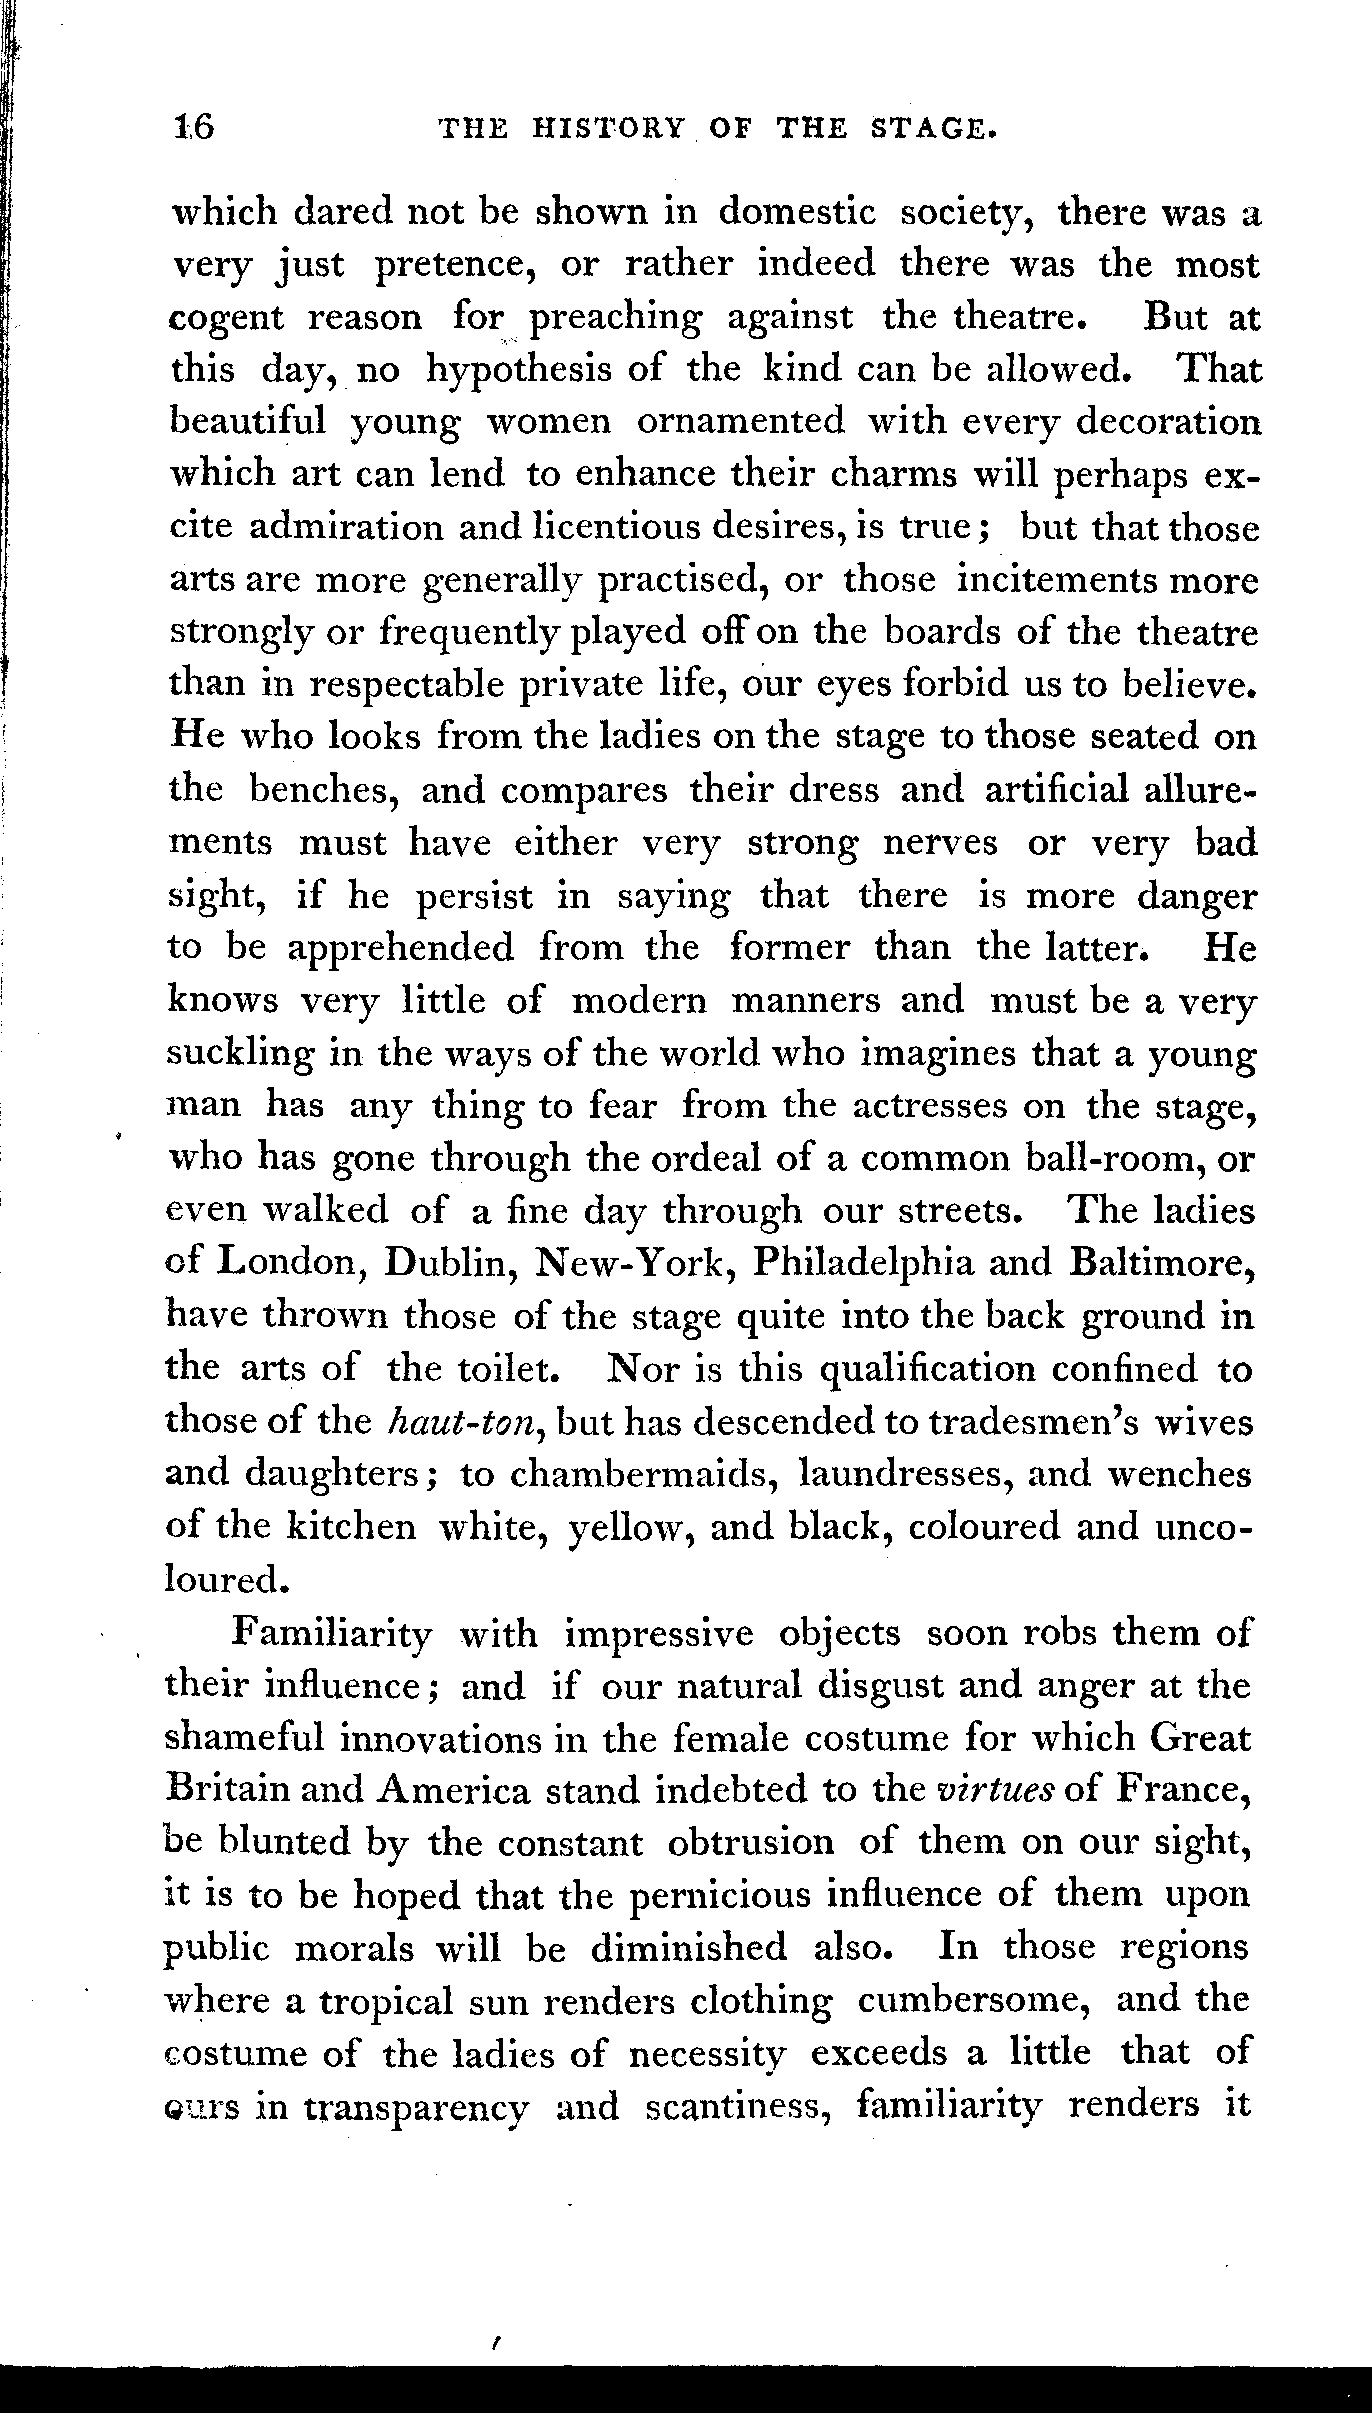 16 THE HISTORY OF THE STAGE.
which dared not be shown in domestic society, there was a
very just pretence, or rather indeed there was the most
cogent reason for preaching against the theatre. But at
this day, no hypothesis of the kind can be allowed. That
beautiful young women ornamented with every decoration
which art can lend to enhance their charms will perhaps ex-
cite admiration and licentious desires, is true; but that those
arts are more generally practised, or those incitements more
strongly or frequently played off on the boards of the theatre
than in respectable private life, our eyes forbid us to believe.
He who looks from the ladies on the stage to those seated on
the benches, and compares their dress and artificial allure-
ments must have either very strong nerves or very bad
sight, if he persist in saying that there is more danger
to be apprehended from the former than the latter. He
knows very little of modern manners and must be a very
suckling in the ways of the world who imagines that a young
man has any thing to fear from the actresses on the stage,
who has gone through the ordeal of a common ball-room, or
even walked of a fine day through our streets. The ladies
of London, Dublin, New-York, Philadelphia and Baltimore,
have thrown those of the stage quite into the back ground in
the arts of the toilet. Nor is this qualification confined to
those of the haut-ton, but has descended to tradesmen's wives
and daughters; to chambermaids, laundresses, and wenches
of the kitchen white, yellow, and black, coloured and unco-
loured.
Familiarity with impressive objects soon robs them of
their influence; and if our natural disgust and anger at the
shameful innovations in the female costume for which Great
Britain and America stand indebted to the virtues of France,
be blunted by the constant obtrusion of them on our sight,
it is to be hoped that the pernicious influence of them upon
public morals will be diminished also. In those regions
where a tropical sun renders clothing cumbersome, and the
costume of the ladies of necessity exceeds a little that of
ours in transparency and scantiness, familiarity renders it